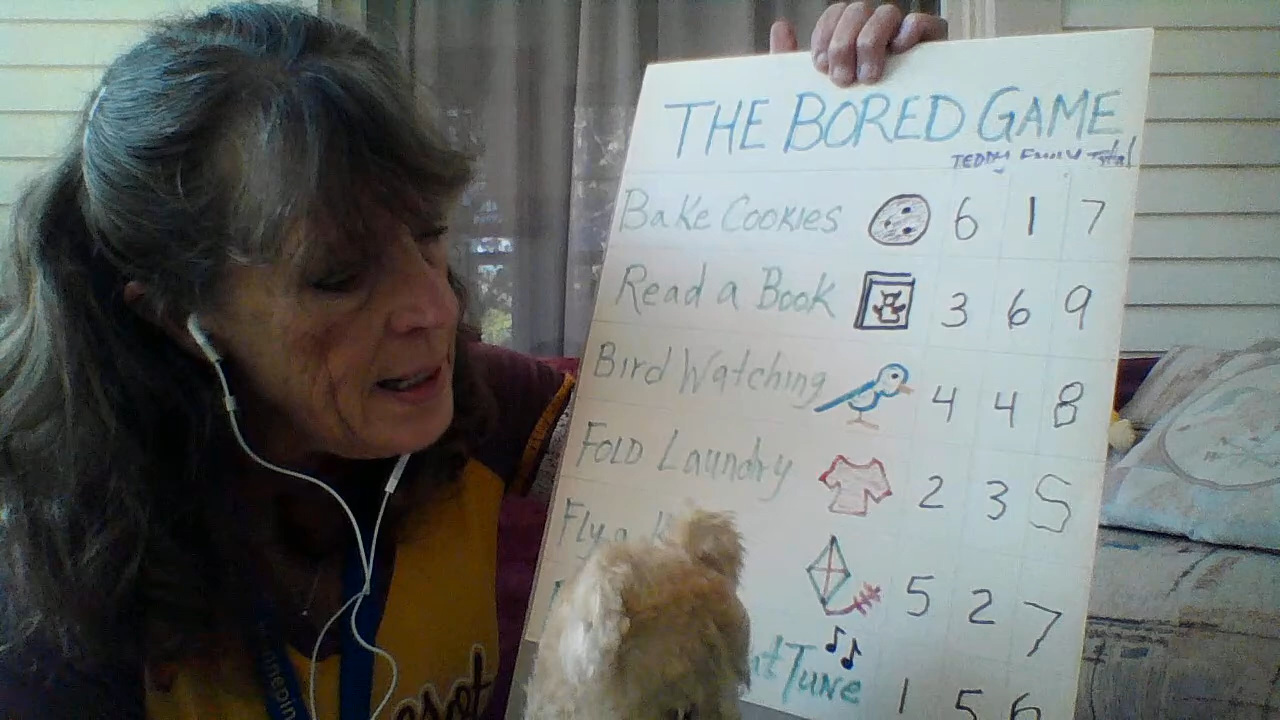 THE BORED GAME
TEDDY Emmy Total
Bake Cookies 6 1 7
Read a Book 3 6 9
Bird Watching 4 4 8
FOLD Laundry 2 3 5
Fly a 5 2 7
Tune 1 5 6